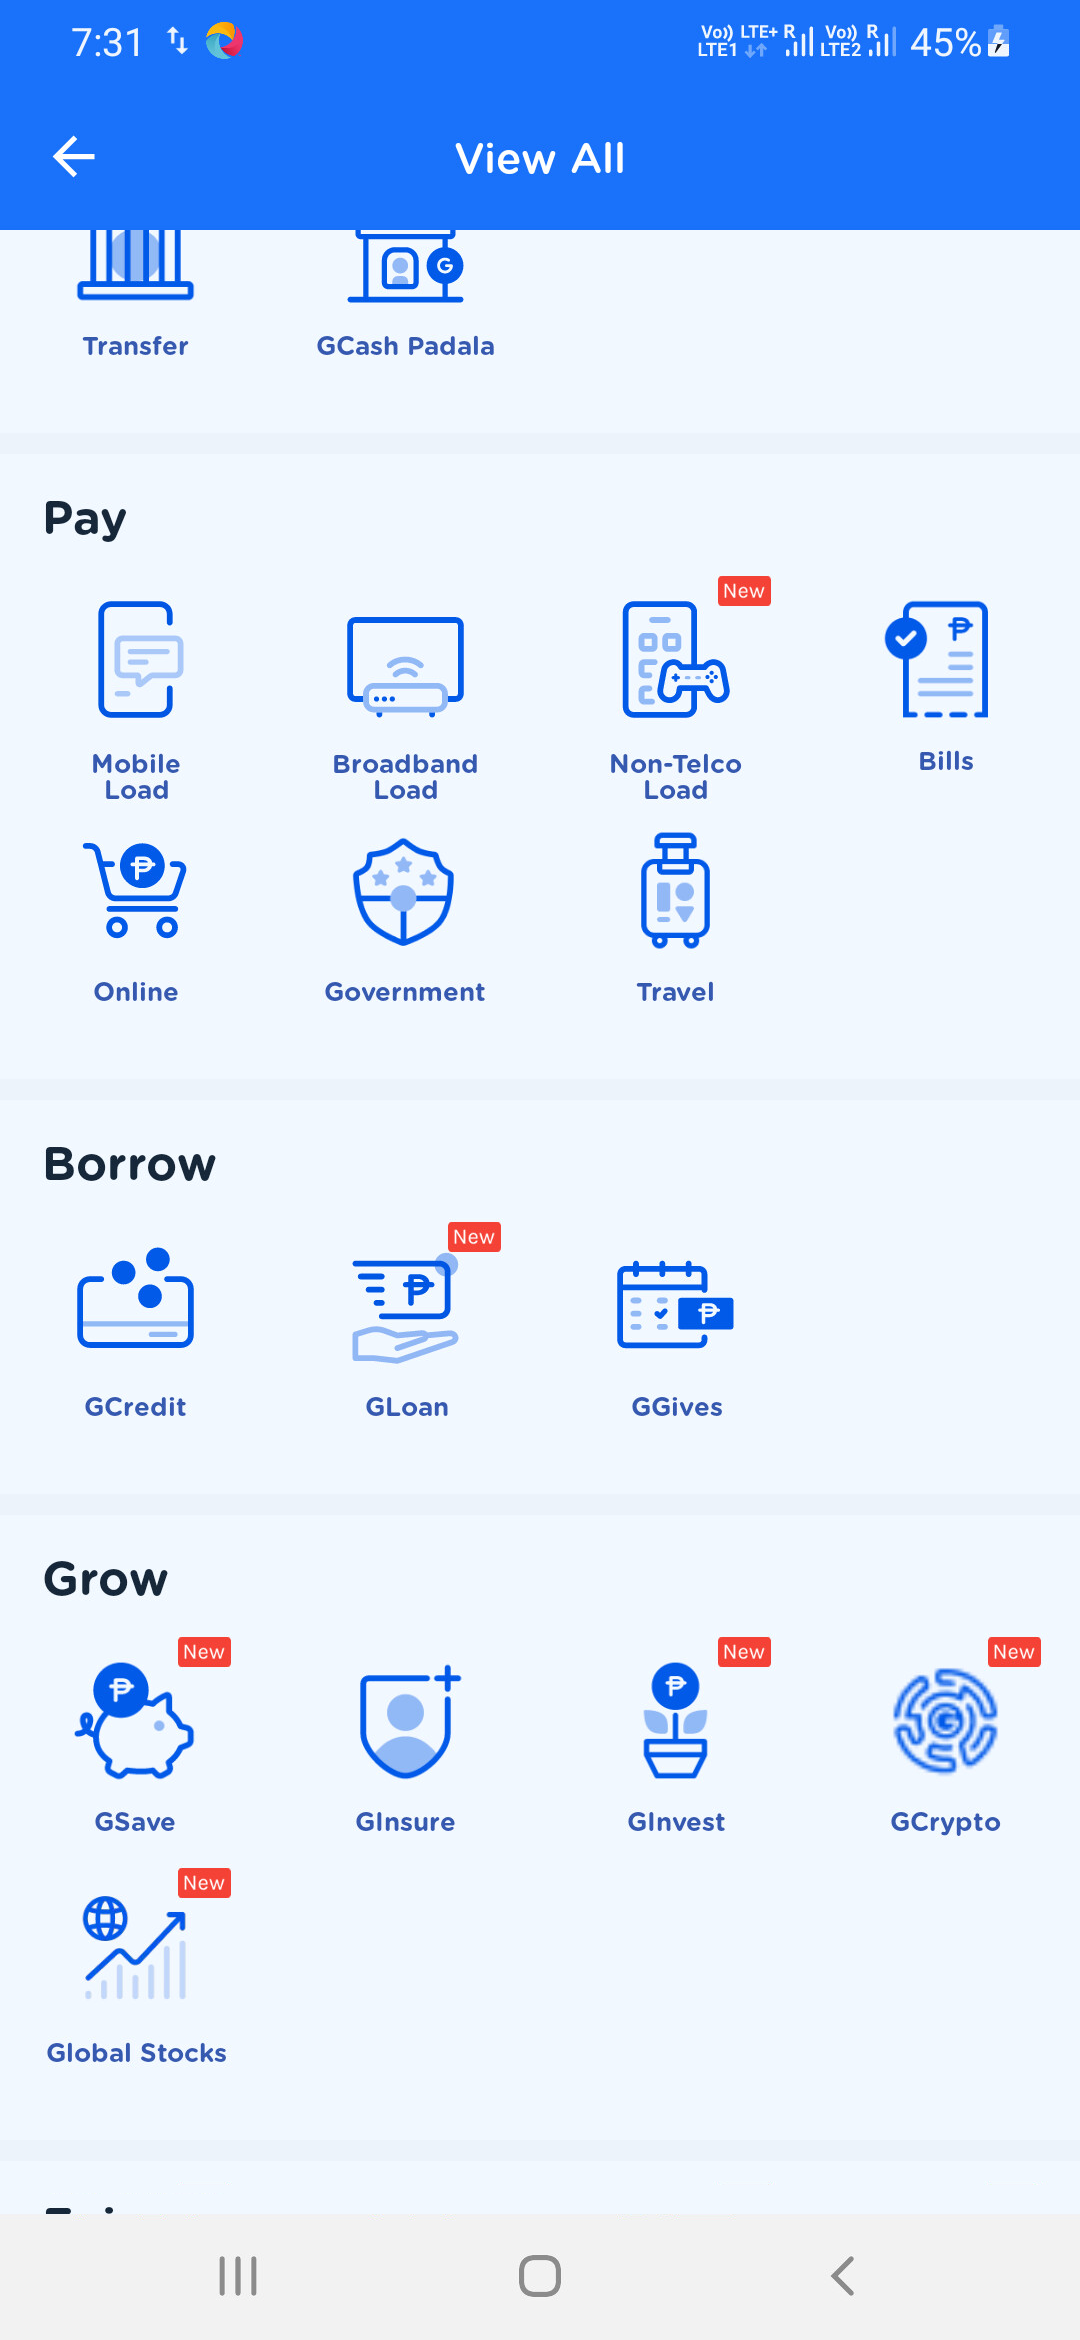 7:31
Vo)) LTE+ R Vo)) R
LTE1 LTE2 45%
View All
G
Transfer
GCash Padala
Pay
New
₱
Mobile
Load
Broadband
Load
Non-Telco
Load
Bills
₱
Online
Government
Travel
Borrow
New
₱
₱
GCredit
GLoan
GGives
Grow
New
New
New
₱
₱
G
GSave
GInsure
GInvest
GCrypto
New
Global Stocks